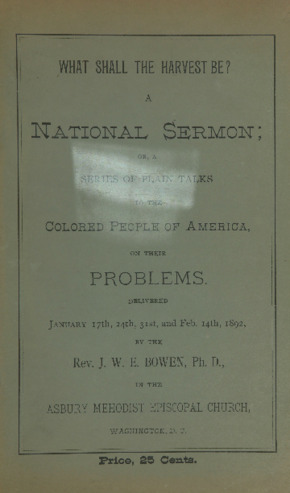 WHAT SHALL THE HARVEST BE?
A
NATIONAL SERMON;
OR, A
SERIES OF PLAIN TALKS
TO THE
COLORED PEOPLE OF AMERICA,
ON THEIR
PROBLEMS.
DELIVERED
JANUARY 17th, 24th, 31st, and Feb. 14th, 1892,
BY THE
Rev. J. W. E. BOWEN, Ph. D.,
IN THE
ASBURY MEHODIST EPISCOPAL CHURCH,
WASHINGTON, D. C.
Price, 25 Cents.